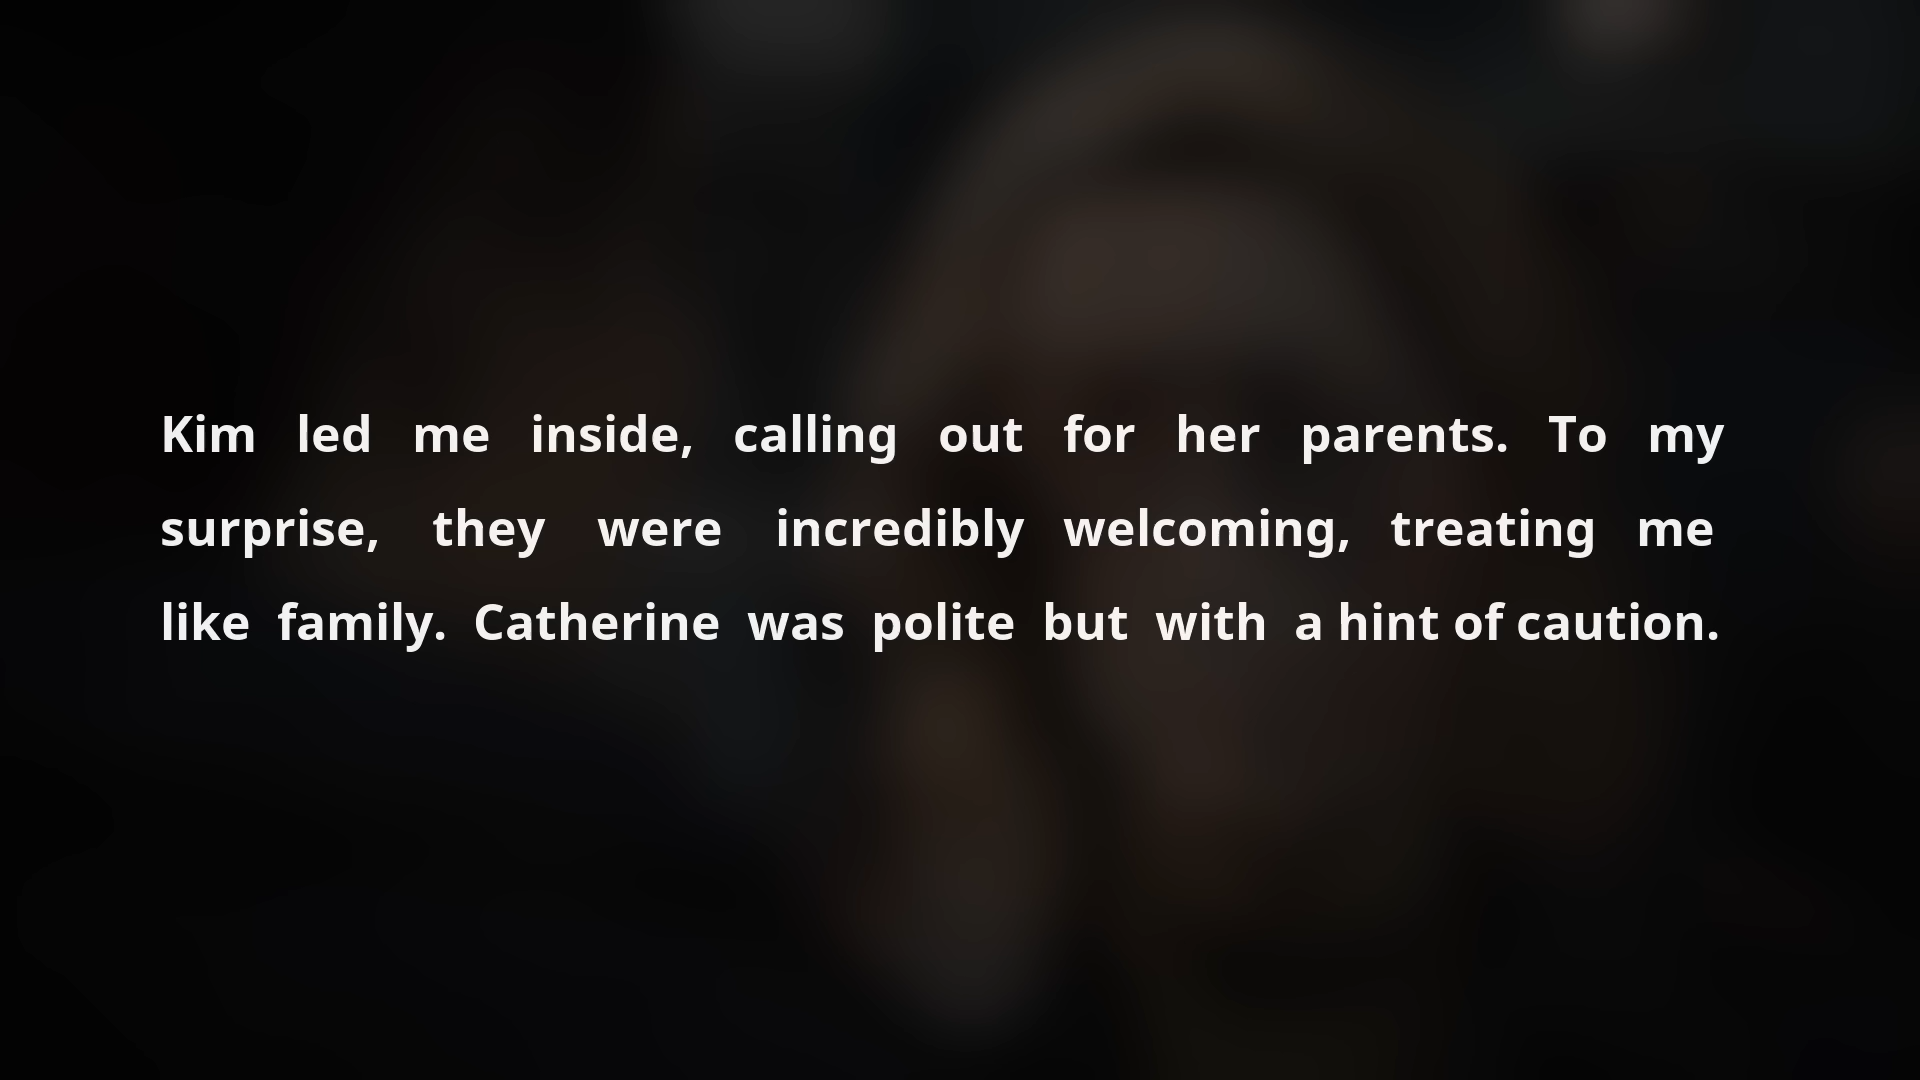 Kim led me inside, calling out for her parents. To my
surprise, they were incredibly welcoming, treating me
like family. Catherine was polite but with a hint of caution.